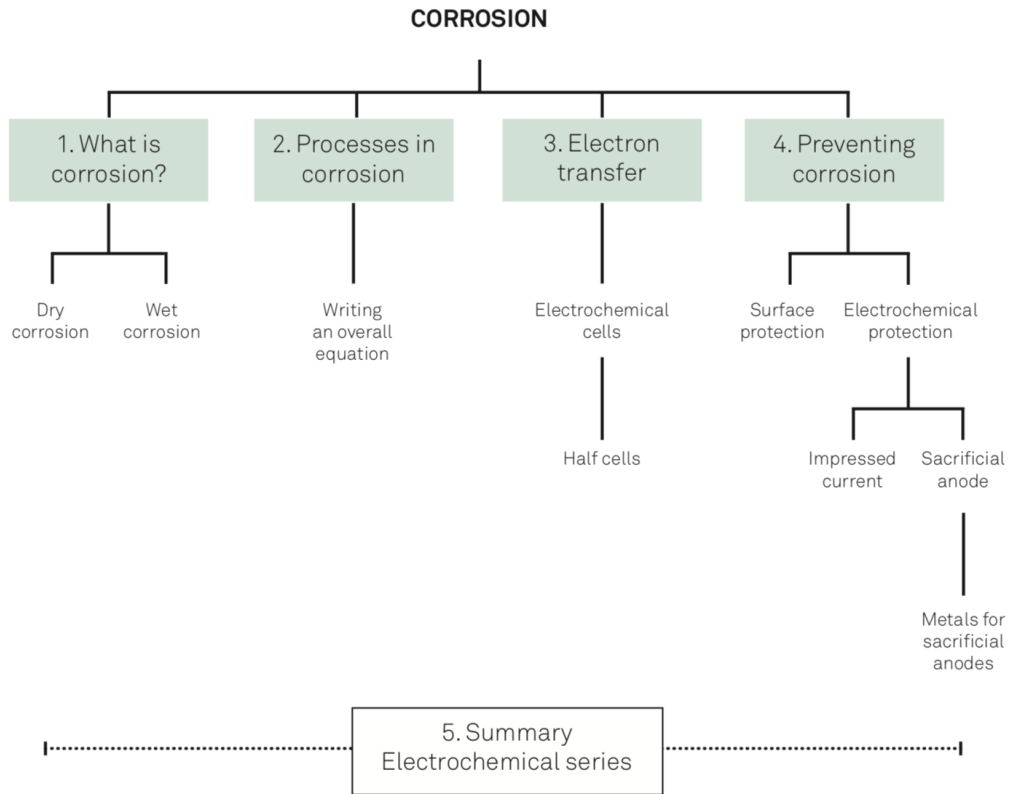 CORROSION
1. What is
corrosion?
2. Processes in
corrosion
3. Electron
transfer
4. Preventing
corrosion
Dry
corrosion
Wet
corrosion
Writing
an overall
equation
Electrochemical
cells
Surface
protection
Electrochemical
protection
Half cells
Impressed
current
Sacrificial
anode
Metals for
sacrificial
anodes
5. Summary
Electrochemical series